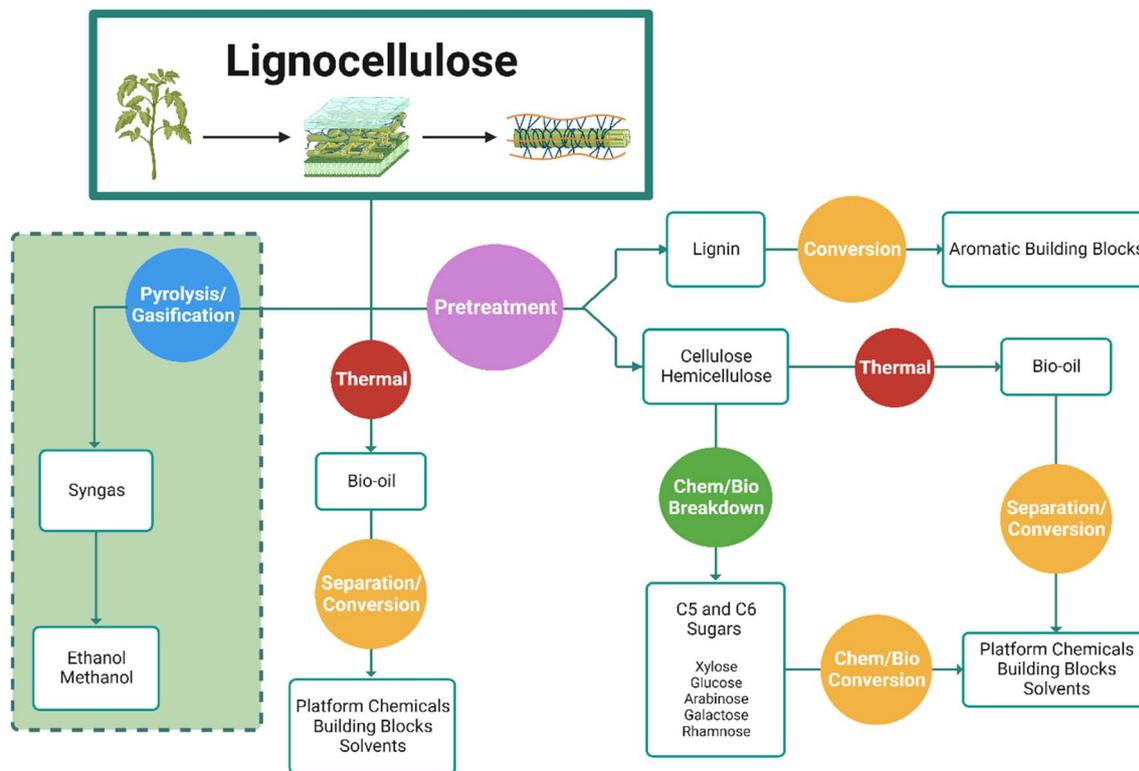 Lignocellulose
Pyrolysis/
Gasification
Syngas
Ethanol
Methanol
Thermal
Bio-oil
Separation/
Conversion
Platform Chemicals
Building Blocks
Solvents
Pretreatment
Lignin
Conversion
Aromatic Building Blocks
Cellulose
Hemicellulose
Thermal
Bio-oil
Separation/
Conversion
Chem/Bio
Breakdown
C5 and C6
Sugars
Xylose
Glucose
Arabinose
Galactose
Rhamnose
Chem/Bio
Conversion
Platform Chemicals
Building Blocks
Solvents